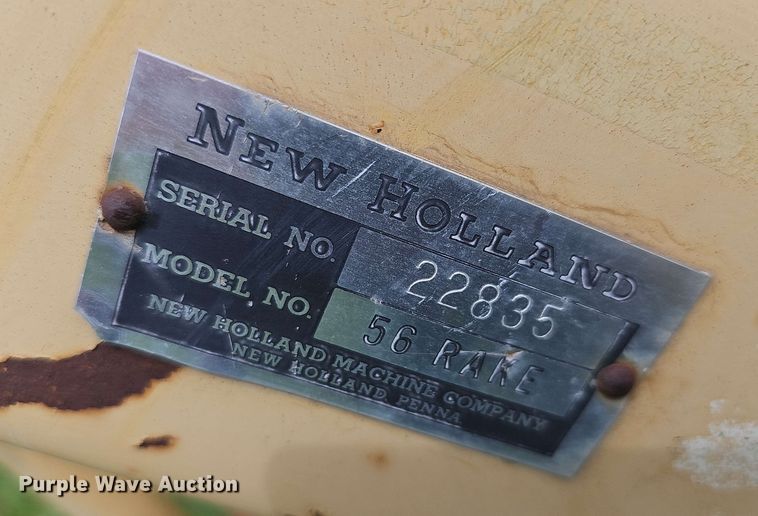 NEW HOLLAND
SERIAL NO. 22835
MODEL NO. 56 RAKE
NEW HOLLAND MACHINE COMPANY
NEW HOLLAND, PENNA
Purple Wave Auction